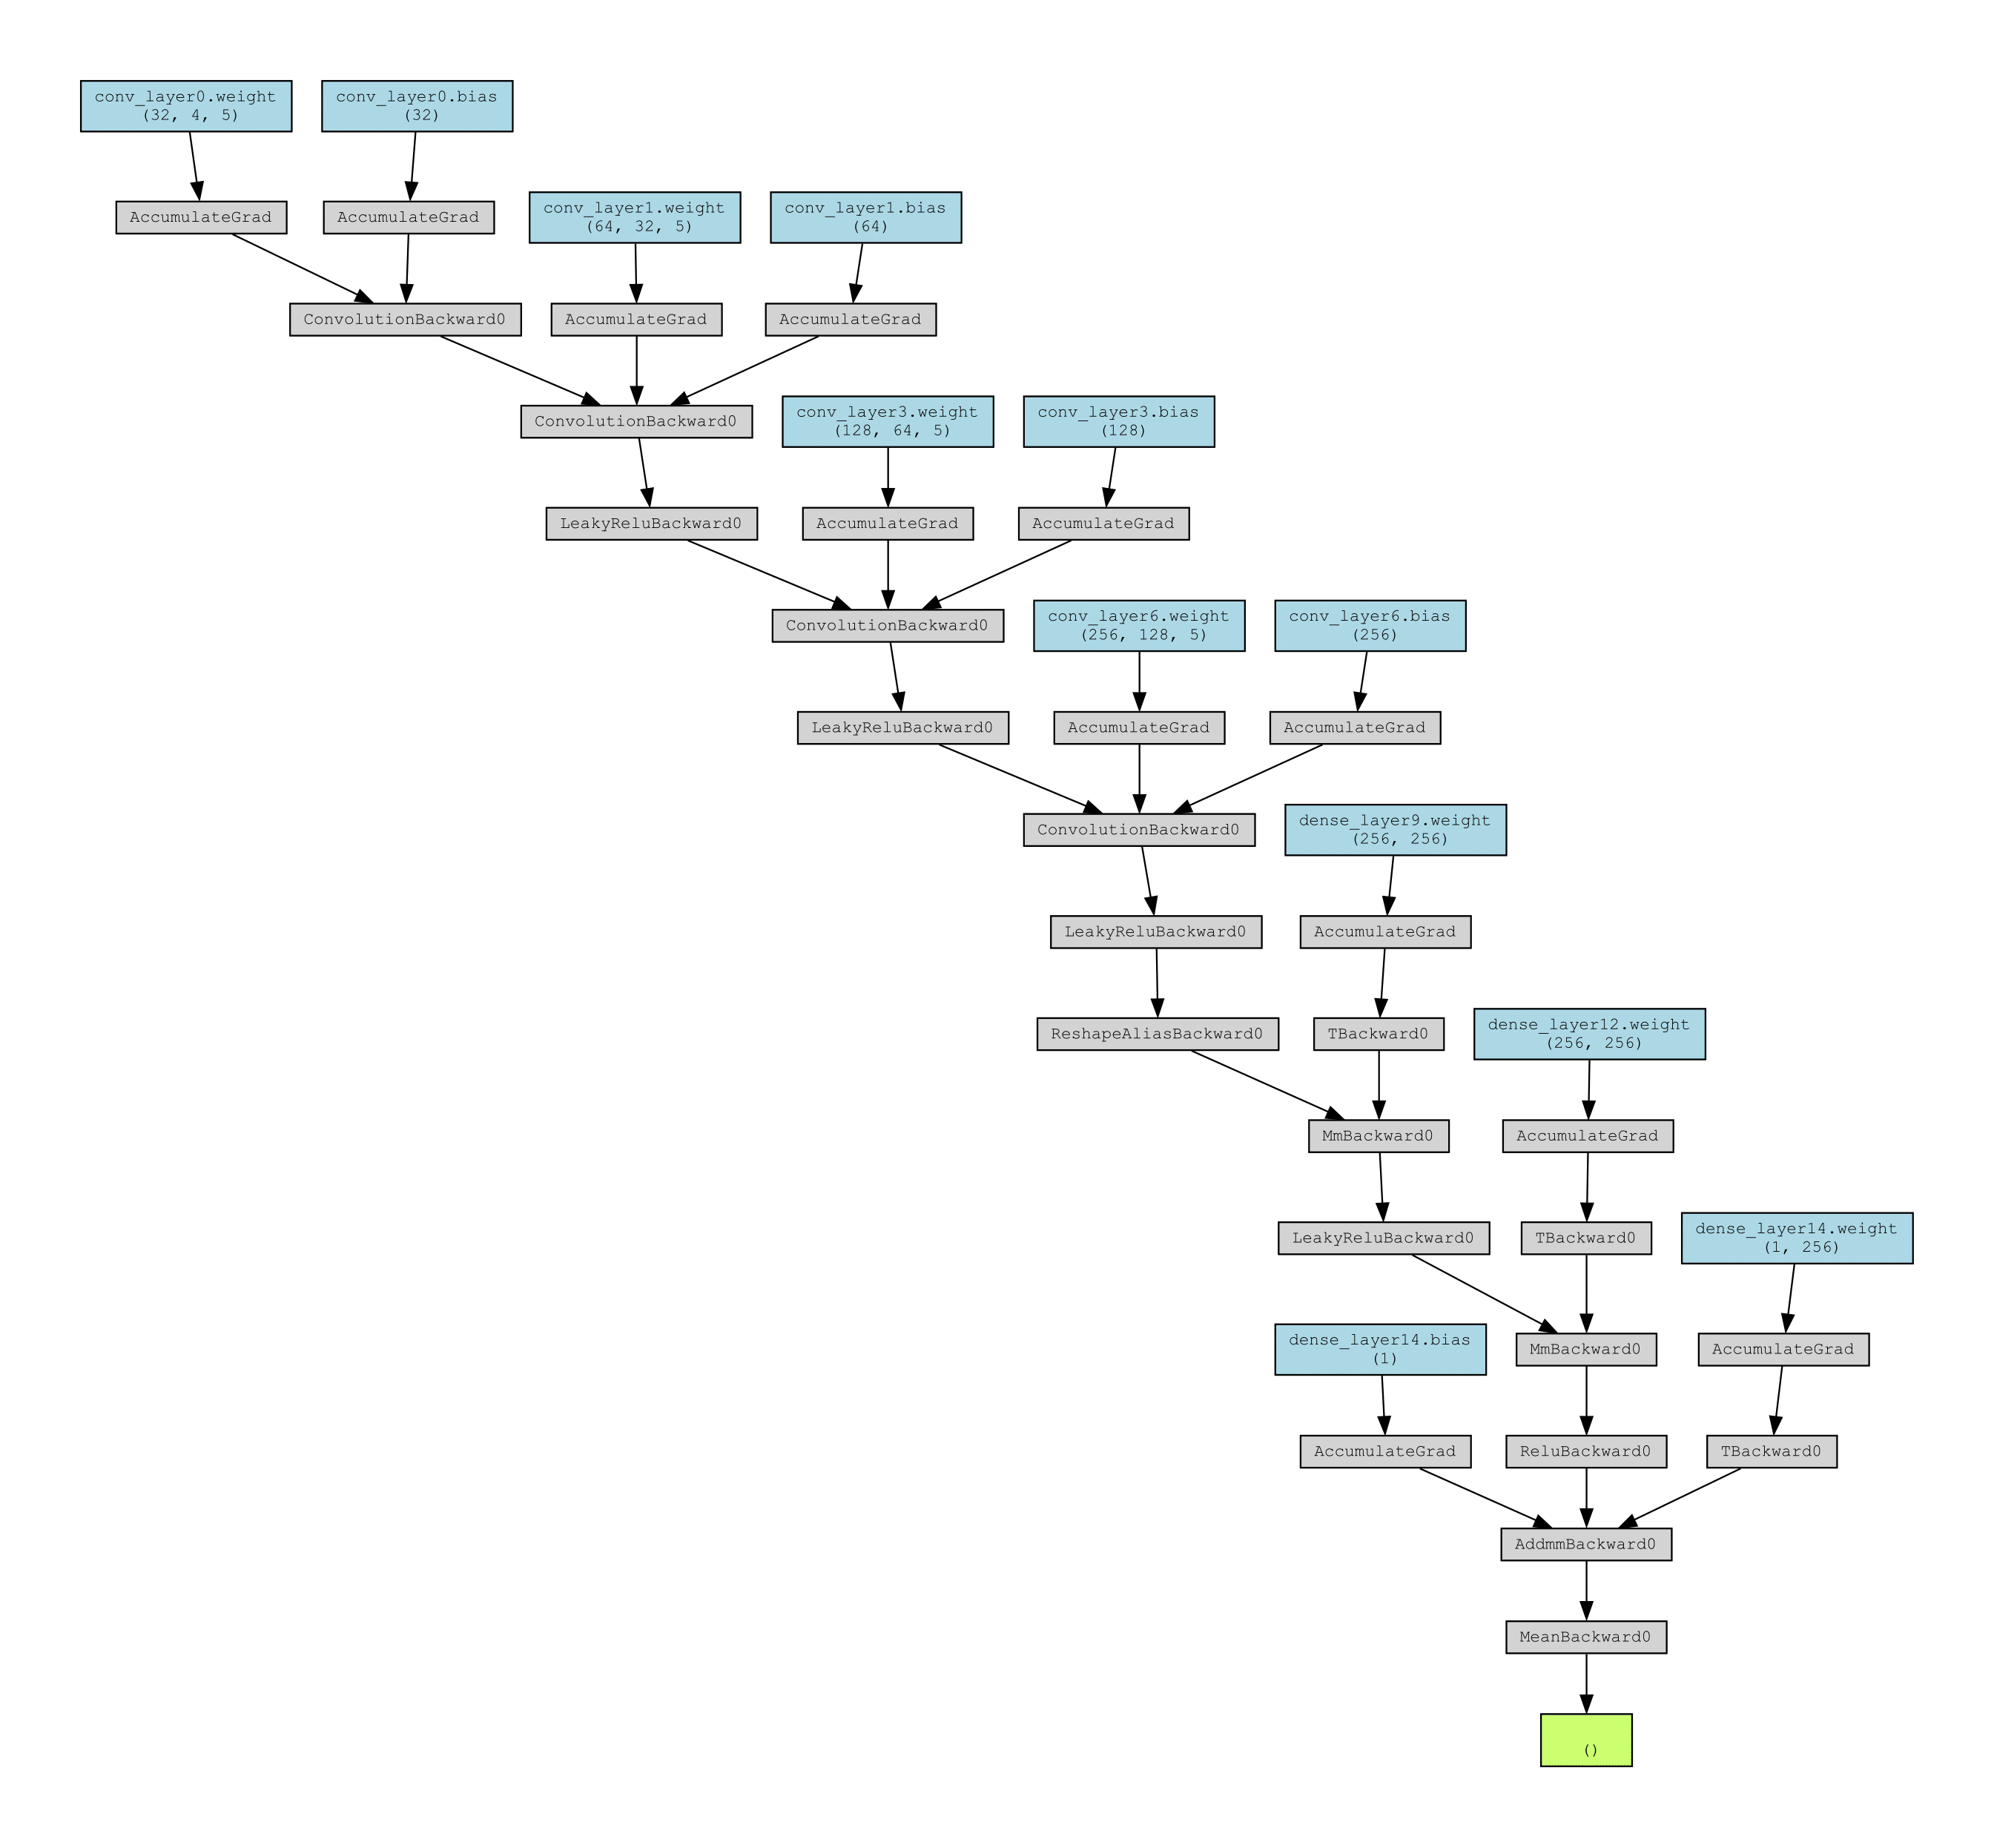 conv_layer0.weight
(32, 4, 5)
conv_layer0.bias
(32)
AccumulateGrad
AccumulateGrad
conv_layer1.weight
(64, 32, 5)
conv_layer1.bias
(64)
ConvolutionBackward0
AccumulateGrad
AccumulateGrad
ConvolutionBackward0
conv_layer3.weight
(128, 64, 5)
conv_layer3.bias
(128)
LeakyReluBackward0
AccumulateGrad
AccumulateGrad
ConvolutionBackward0
conv_layer6.weight
(256, 128, 5)
conv_layer6.bias
(256)
LeakyReluBackward0
AccumulateGrad
AccumulateGrad
ConvolutionBackward0
dense_layer9.weight
(256, 256)
LeakyReluBackward0
AccumulateGrad
ReshapeAliasBackward0
TBackward0
dense_layer12.weight
(256, 256)
MmBackward0
AccumulateGrad
LeakyReluBackward0
TBackward0
dense_layer14.weight
(1, 256)
dense_layer14.bias
(1)
MmBackward0
AccumulateGrad
AccumulateGrad
ReluBackward0
TBackward0
AddmmBackward0
MeanBackward0
()